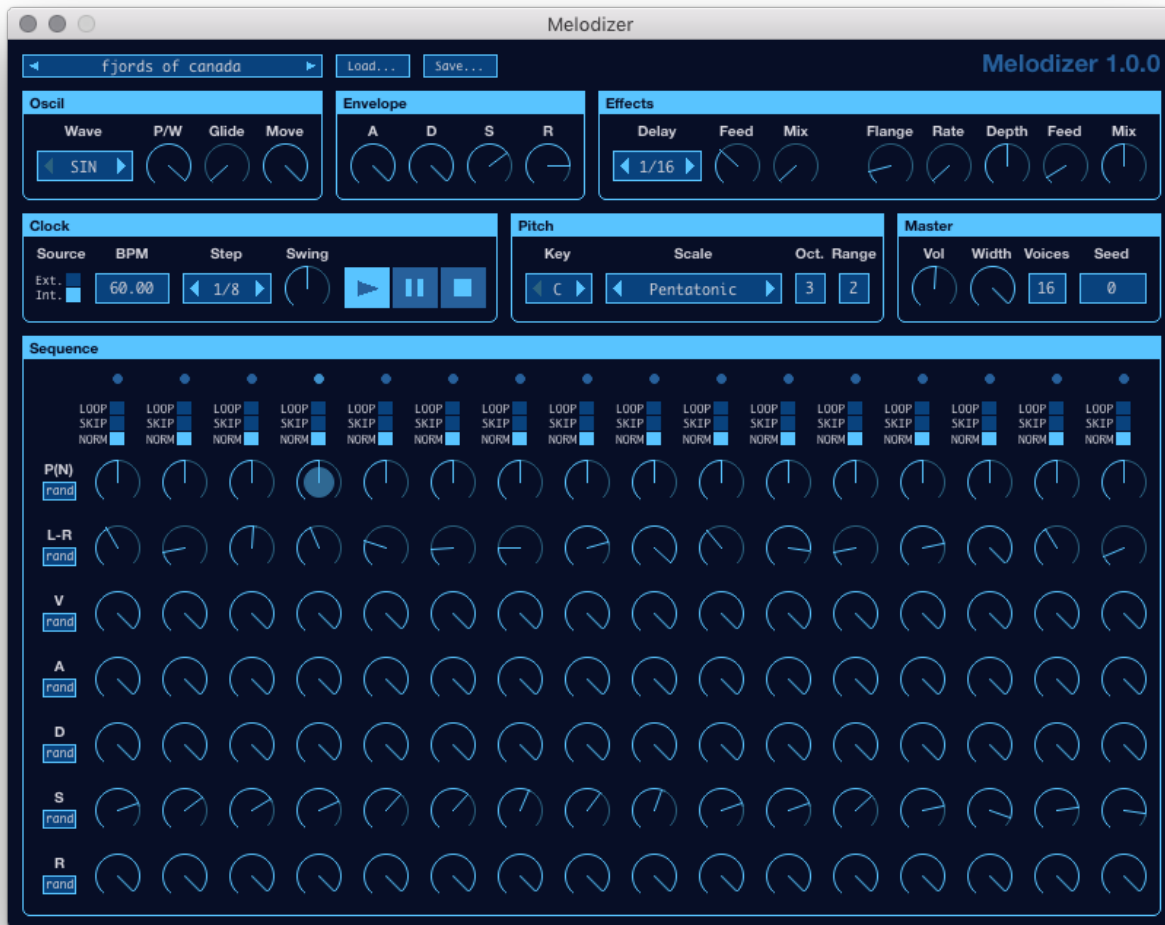 Melodizer
fjords of canada Load... Save... Melodizer 1.0.0
Oscil Envelope Effects
Wave P/W Glide Move A D S R Delay Feed Mix Flange Rate Depth Feed Mix
SIN 1/16
Clock Pitch Master
Source BPM Step Swing Key Scale Oct. Range Vol Width Voices Seed
Ext.
Int. 60.00 1/8 C Pentatonic 3 2 16 0
Sequence
LOOP LOOP LOOP LOOP LOOP LOOP LOOP LOOP LOOP LOOP LOOP LOOP LOOP LOOP LOOP LOOP
SKIP SKIP SKIP SKIP SKIP SKIP SKIP SKIP SKIP SKIP SKIP SKIP SKIP SKIP SKIP SKIP
NORM NORM NORM NORM NORM NORM NORM NORM NORM NORM NORM NORM NORM NORM NORM NORM
P(N)
rand
L-R
rand
V
rand
A
rand
D
rand
S
rand
R
rand